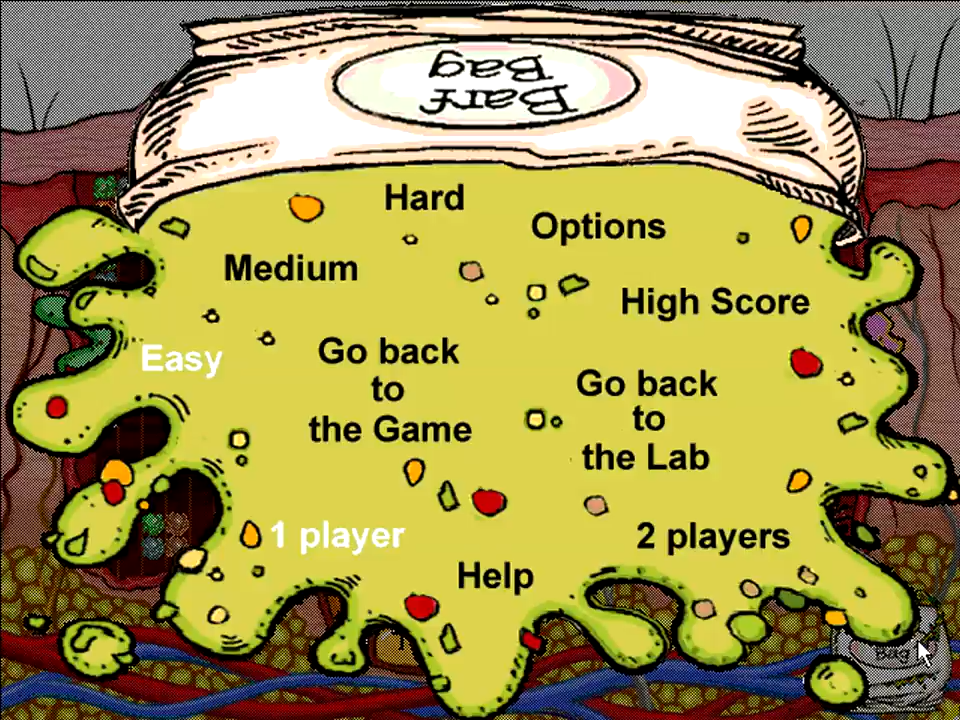 Barf
Bag
Hard
Options
Medium
High Score
Easy
Go back
to
the Game
Go back
to
the Lab
1 player
2 players
Help
Bag